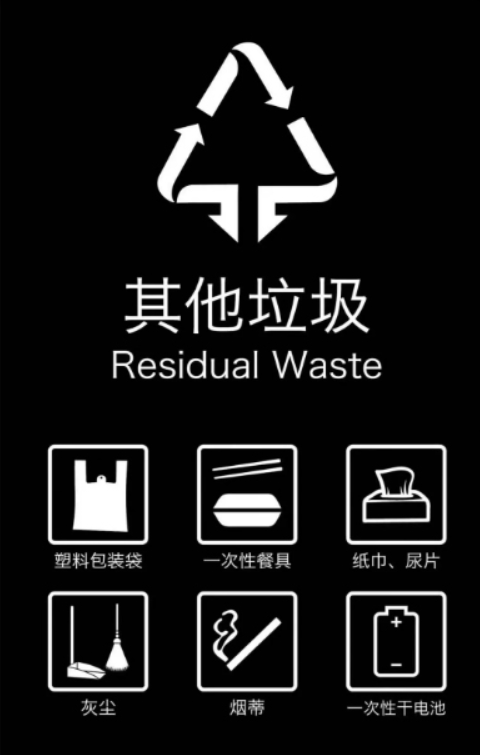 其他垃圾
Residual Waste
塑料包装袋
一次性餐具
纸巾、尿片
灰尘
烟蒂
一次性干电池